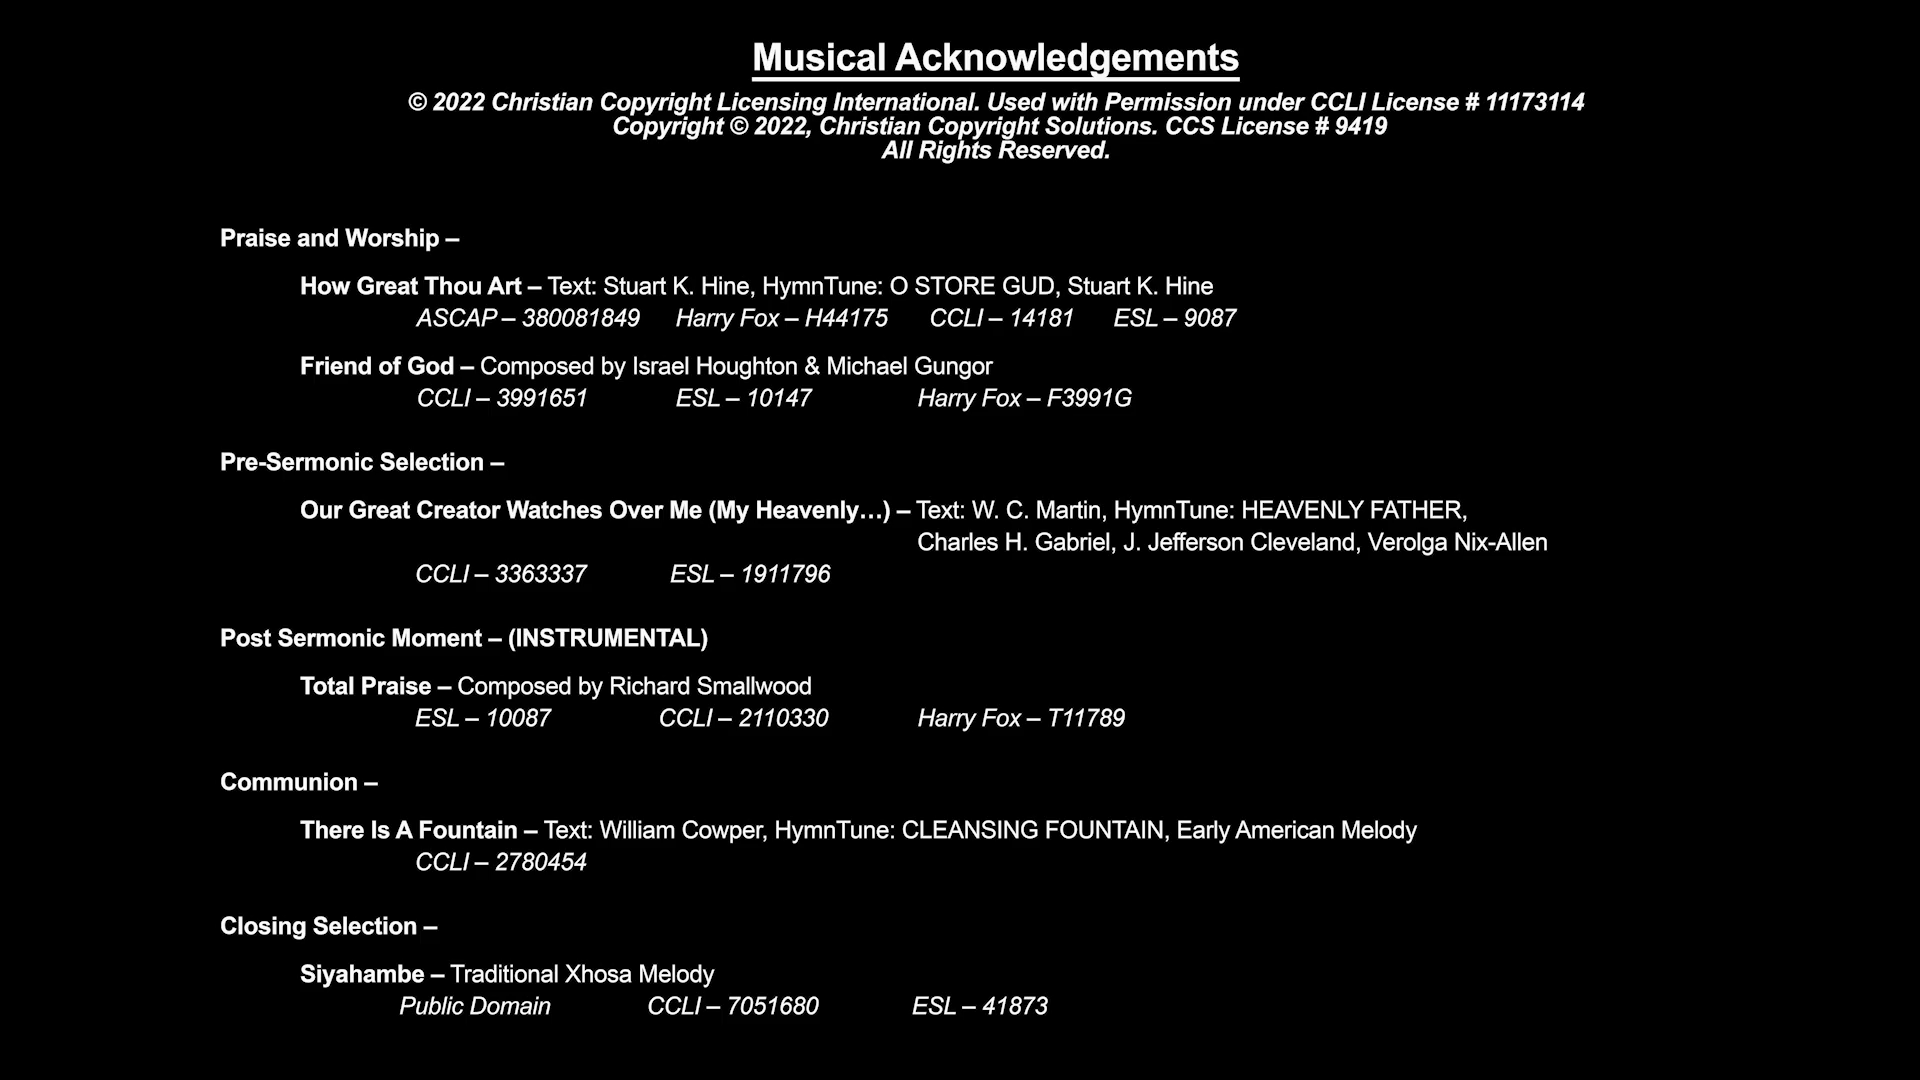 Musical Acknowledgements
© 2022 Christian Copyright Licensing International. Used with Permission under CCLI License # 11173114
Copyright © 2022, Christian Copyright Solutions. CCS License # 9419
All Rights Reserved.
Praise and Worship –
How Great Thou Art – Text: Stuart K. Hine, HymnTune: O STORE GUD, Stuart K. Hine
ASCAP – 380081849 Harry Fox – H44175 CCLI – 14181 ESL – 9087
Friend of God – Composed by Israel Houghton & Michael Gungor
CCLI – 3991651 ESL – 10147 Harry Fox – F3991G
Pre-Sermonic Selection –
Our Great Creator Watches Over Me (My Heavenly…) – Text: W. C. Martin, HymnTune: HEAVENLY FATHER,
Charles H. Gabriel, J. Jefferson Cleveland, Verolga Nix-Allen
CCLI – 3363337 ESL – 1911796
Post Sermonic Moment – (INSTRUMENTAL)
Total Praise – Composed by Richard Smallwood
ESL – 10087 CCLI – 2110330 Harry Fox – T11789
Communion –
There Is A Fountain – Text: William Cowper, HymnTune: CLEANSING FOUNTAIN, Early American Melody
CCLI – 2780454
Closing Selection –
Siyahambe – Traditional Xhosa Melody
Public Domain CCLI – 7051680 ESL – 41873